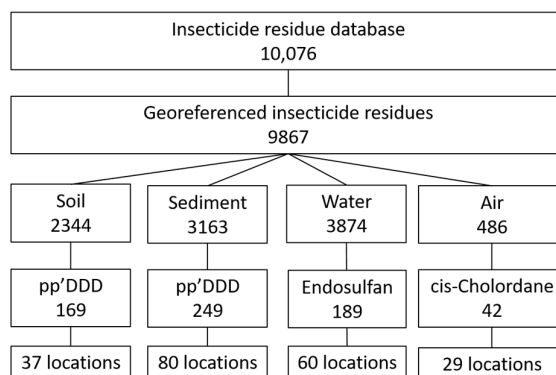 Insecticide residue database
10,076
Georeferenced insecticide residues
9867
Soil
2344
Sediment
3163
Water
3874
Air
486
pp'DDD
169
pp'DDD
249
Endosulfan
189
cis-Cholordane
42
37 locations
80 locations
60 locations
29 locations